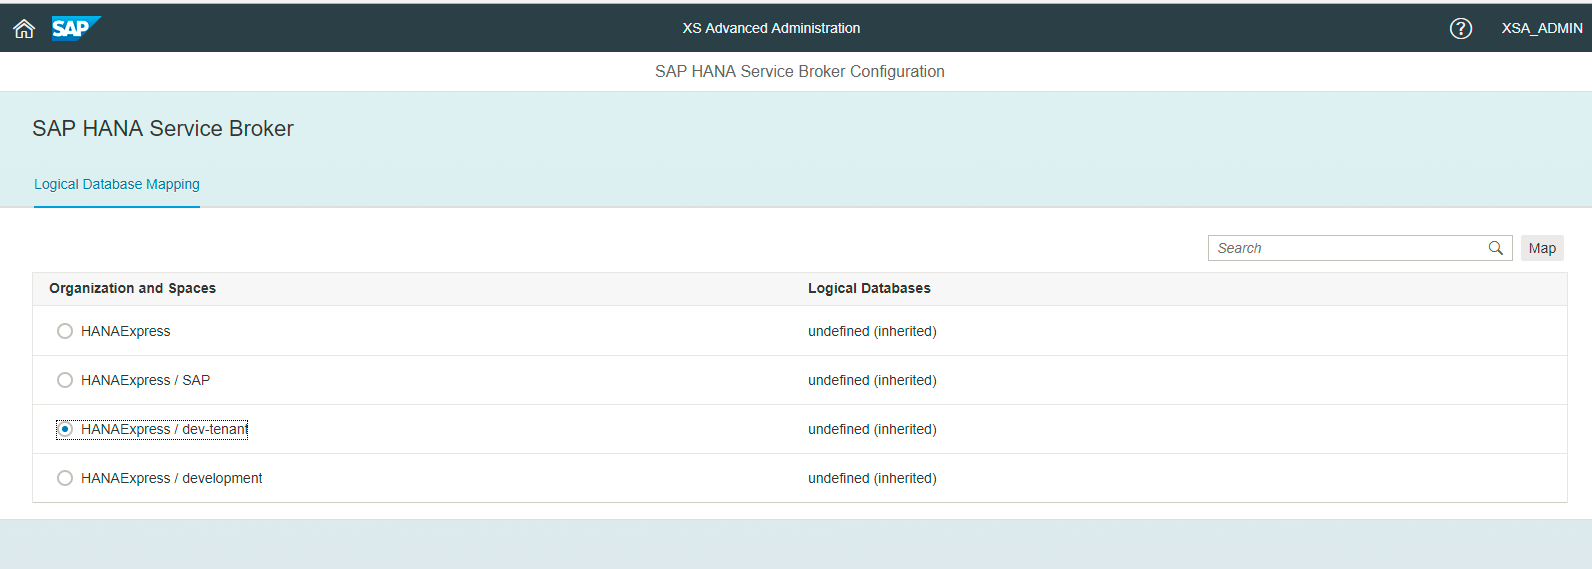 SAP XS Advanced Administration ? XSA_ADMIN
SAP HANA Service Broker Configuration
SAP HANA Service Broker
Logical Database Mapping
Search Map
Organization and Spaces Logical Databases
HANAExpress undefined (inherited)
HANAExpress / SAP undefined (inherited)
HANAExpress / dev-tenant undefined (inherited)
HANAExpress / development undefined (inherited)